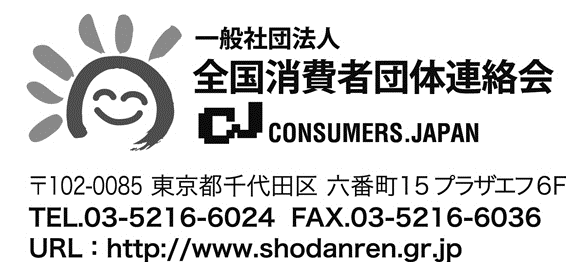 一般社団法人
全国消費者団体連絡会
CJ CONSUMERS.JAPAN
〒102-0085 東京都千代田区 六番町15 プラザエフ6F
TEL.03-5216-6024 FAX.03-5216-6036
URL：http://www.shodanren.gr.jp